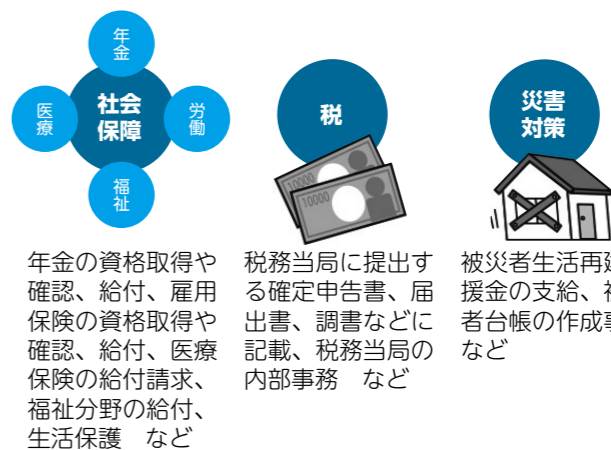 年金
医療
社会
保障
労働
福祉
税
10000
10000
災害
対策
年金の資格取得や
確認、給付、雇用
保険の資格取得や
確認、給付、医療
保険の給付請求、
福祉分野の給付、
生活保護　など
税務当局に提出す
る確定申告書、届
出書、調書などに
記載、税務当局の
内部事務　など
被災者生活再
援金の支給、
者台帳の作成
など